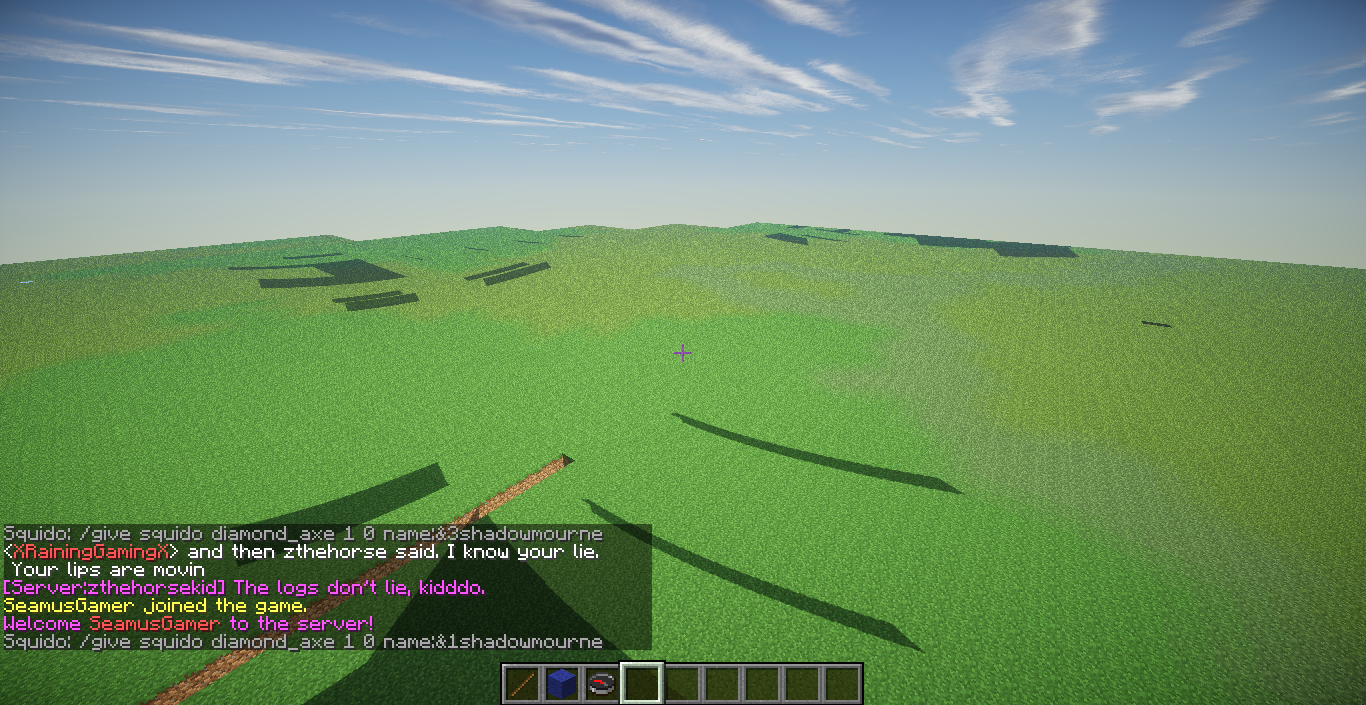 Squido: /give squido diamond_axe 1 0 name:&3shadowmourne
<XRainingGamingX> and then zthehorse said. I know your lie.
Your lips are movin
[Server:zthehorsekid] The logs don't lie, kidddo.
SeamusGamer joined the game.
Welcome SeamusGamer to the server!
Squido: /give squido diamond_axe 1 0 name:&1shadowmourne